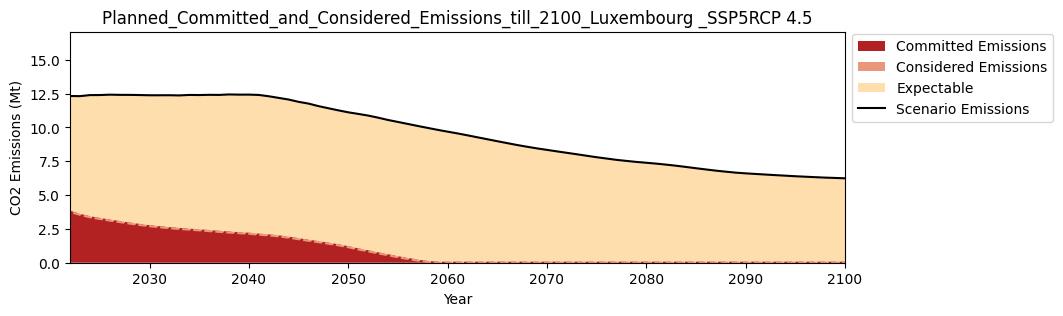 Planned_Committed_and_Considered_Emissions_till_2100_Luxembourg _SSP5RCP 4.5
CO2 Emissions (Mt)
15.0
12.5
10.0
7.5
5.0
2.5
0.0
2030 2040 2050 2060 2070 2080 2090 2100
Year
Committed Emissions
Considered Emissions
Expectable
Scenario Emissions